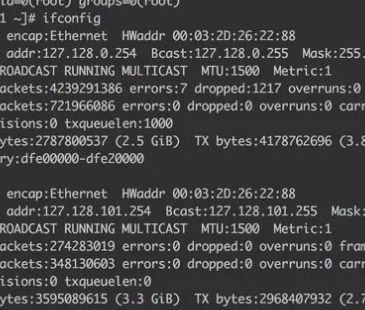 id=0(root) groups=0(root)
1 ~]# ifconfig
encap:Ethernet HWaddr 00:03:2D:26:22:88
addr:127.128.0.254 Bcast:127.128.0.255 Mask:255.
ROADCAST RUNNING MULTICAST MTU:1500 Metric:1
ackets:4239291386 errors:7 dropped:1217 overruns:0
ackets:721966086 errors:0 dropped:0 overruns:0 carr
isions:0 txqueuelen:1000
ytes:2787800537 (2.5 GiB) TX bytes:4178762696 (3.8
ry:dfe00000-dfe20000
encap:Ethernet HWaddr 00:03:2D:26:22:88
addr:127.128.101.254 Bcast:127.128.101.255 Mask:
ROADCAST RUNNING MULTICAST MTU:1500 Metric:1
ackets:274283019 errors:0 dropped:0 overruns:0 fram
ackets:348130603 errors:0 dropped:0 overruns:0 carr
isions:0 txqueuelen:0
ytes:3595089615 (3.3 GiB) TX bytes:2968407932 (2.7